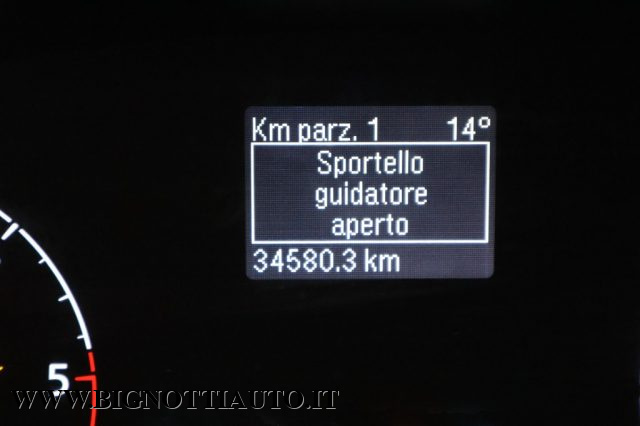 Km parz. 1 14°
Sportello
guidatore
aperto
34580.3 km
5
WWW.BIGNOTTIAUTO.IT